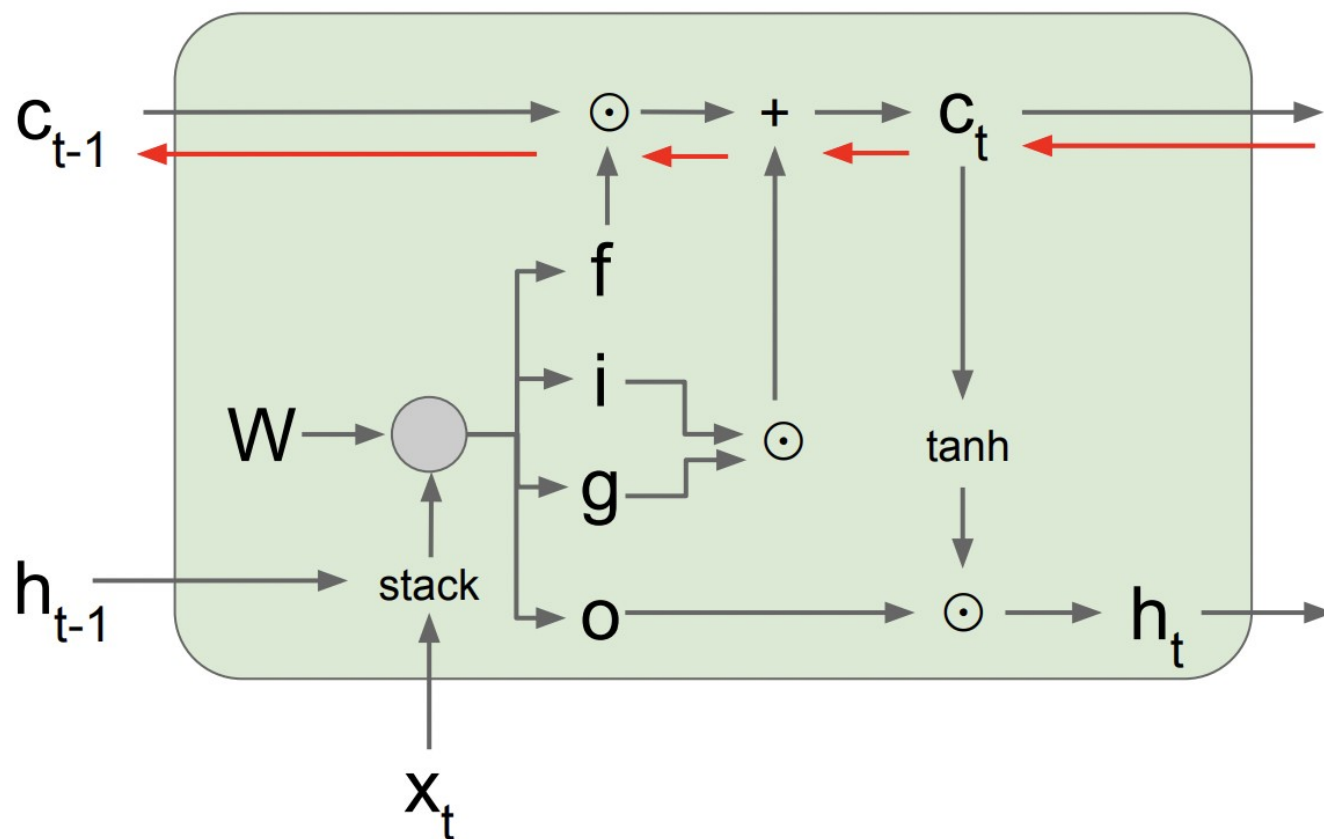 c_{t-1} ⊙ + c_t
f
i
W ⊙ tanh
g
h_{t-1} stack o ⊙ h_t
x_t